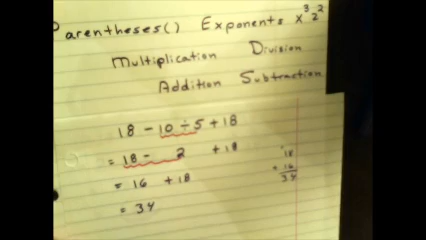 Parentheses() Exponents x³ 2²
Multiplication Division
Addition Subtraction
18 - 10 ÷ 5 + 18
= 18 - 2 + 18
= 16 + 18
= 34
1
18
+ 16
34